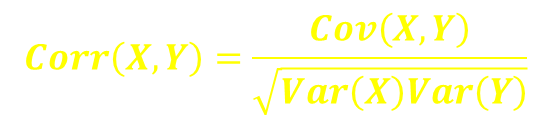 Corr(X,Y) = Cov(X,Y) / √(Var(X)Var(Y))